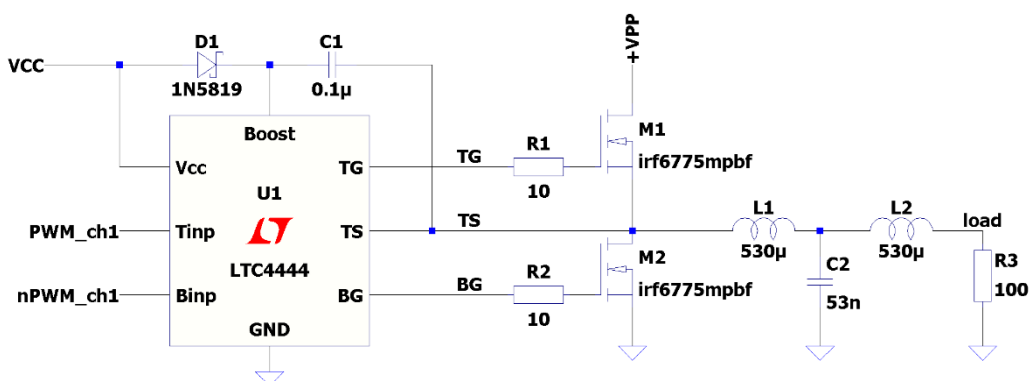 +VPP
D1
C1
VCC
1N5819
0.1µ
Boost
M1
TG
R1
Vcc
TG
irf6775mpbf
10
U1
L1
L2
TS
load
PWM_ch1
Tinp
TS
530µ
530µ
R3
LTC4444
M2
C2
BG
R2
100
nPWM_ch1
Binp
BG
irf6775mpbf
53n
10
GND